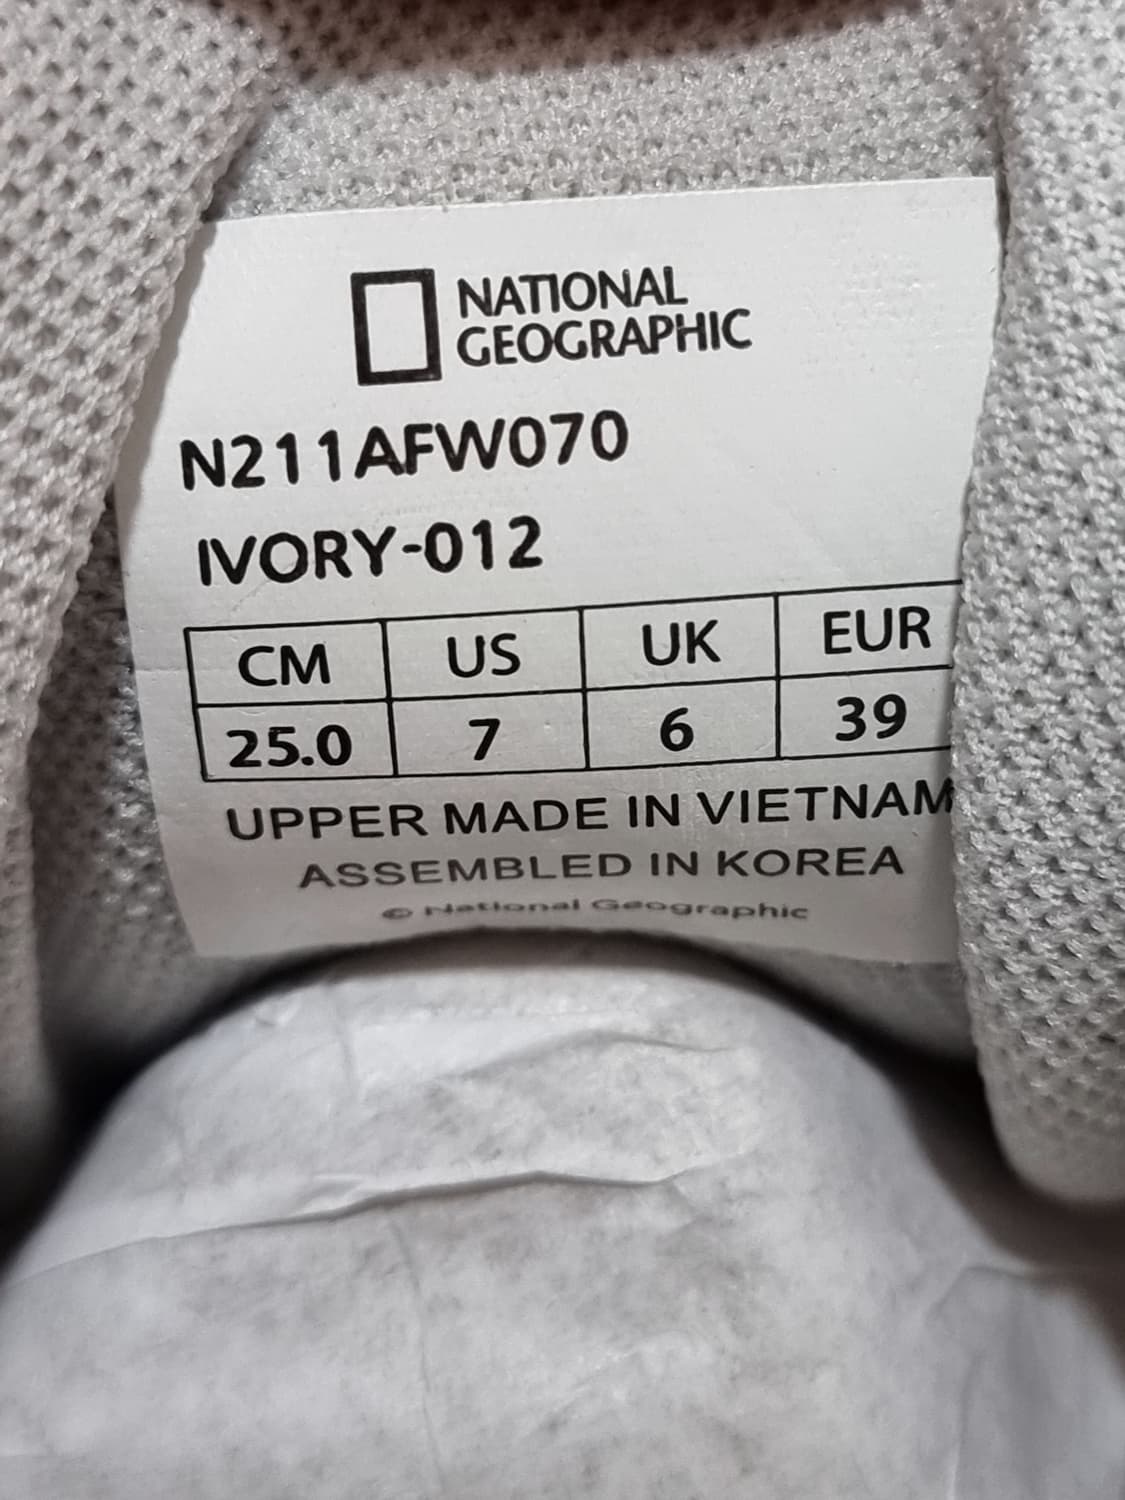 NATIONAL
GEOGRAPHIC
N211AFW070
IVORY-012
CM US UK EUR
25.0 7 6 39
UPPER MADE IN VIETNAM
ASSEMBLED IN KOREA
© National Geographic